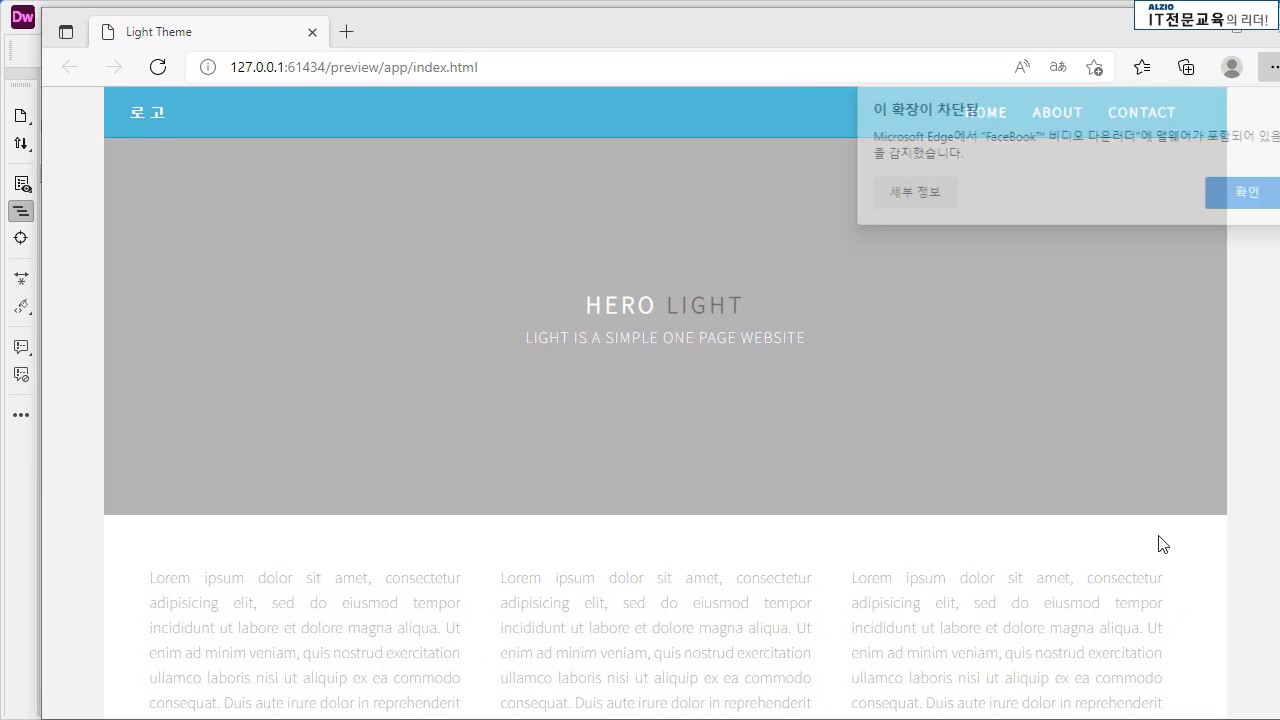 Dw
Light Theme
ALZIO
IT전문교육의 리더!
127.0.0.1:61434/preview/app/index.html
로고
HOME ABOUT CONTACT
이 확장이 차단됨
Microsoft Edge에서 "FaceBook™ 비디오 다운러더"에 맬웨어가 포함되어 있음
을 감지했습니다.
세부 정보
확인
HERO LIGHT
LIGHT IS A SIMPLE ONE PAGE WEBSITE
Lorem ipsum dolor sit amet, consectetur
adipisicing elit, sed do eiusmod tempor
incididunt ut labore et dolore magna aliqua. Ut
enim ad minim veniam, quis nostrud exercitation
ullamco laboris nisi ut aliquip ex ea commodo
consequat. Duis aute irure dolor in reprehenderit
Lorem ipsum dolor sit amet, consectetur
adipisicing elit, sed do eiusmod tempor
incididunt ut labore et dolore magna aliqua. Ut
enim ad minim veniam, quis nostrud exercitation
ullamco laboris nisi ut aliquip ex ea commodo
consequat. Duis aute irure dolor in reprehenderit
Lorem ipsum dolor sit amet, consectetur
adipisicing elit, sed do eiusmod tempor
incididunt ut labore et dolore magna aliqua. Ut
enim ad minim veniam, quis nostrud exercitation
ullamco laboris nisi ut aliquip ex ea commodo
consequat. Duis aute irure dolor in reprehenderit